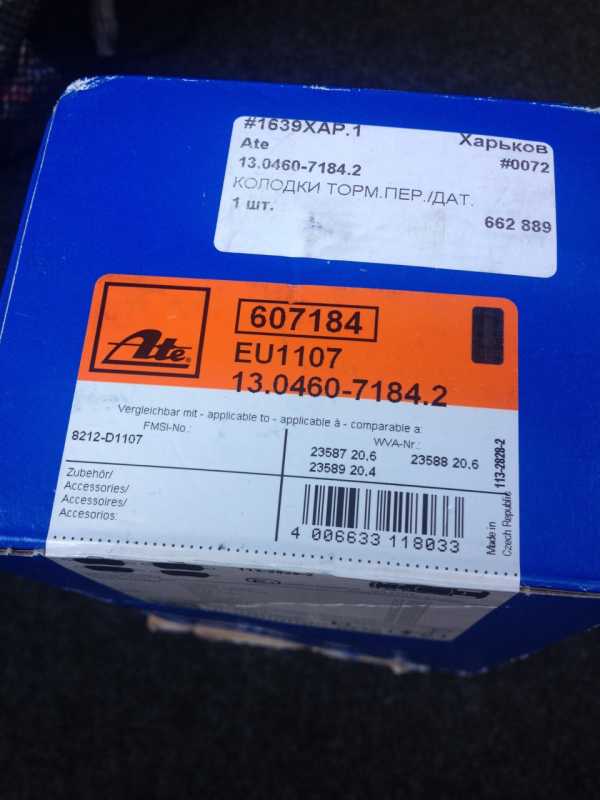 #1639ХАР.1 Харьков
Ate #0072
13.0460-7184.2
КОЛОДКИ ТОРМ.ПЕР./ДАТ.
1 шт.
662 889
Ate®
607184
EU1107
13.0460-7184.2
Vergleichbar mit - applicable to - applicable à - comparable a:
FMSI-No.:
8212-D1107
WVA-Nr.:
23587 20.6 23588 20.6
23589 20.4
Zubehör/
Accessories/
Accessoires/
Accesorios:
4 006633 118033
Made in
Czech Republic
113-2828-2